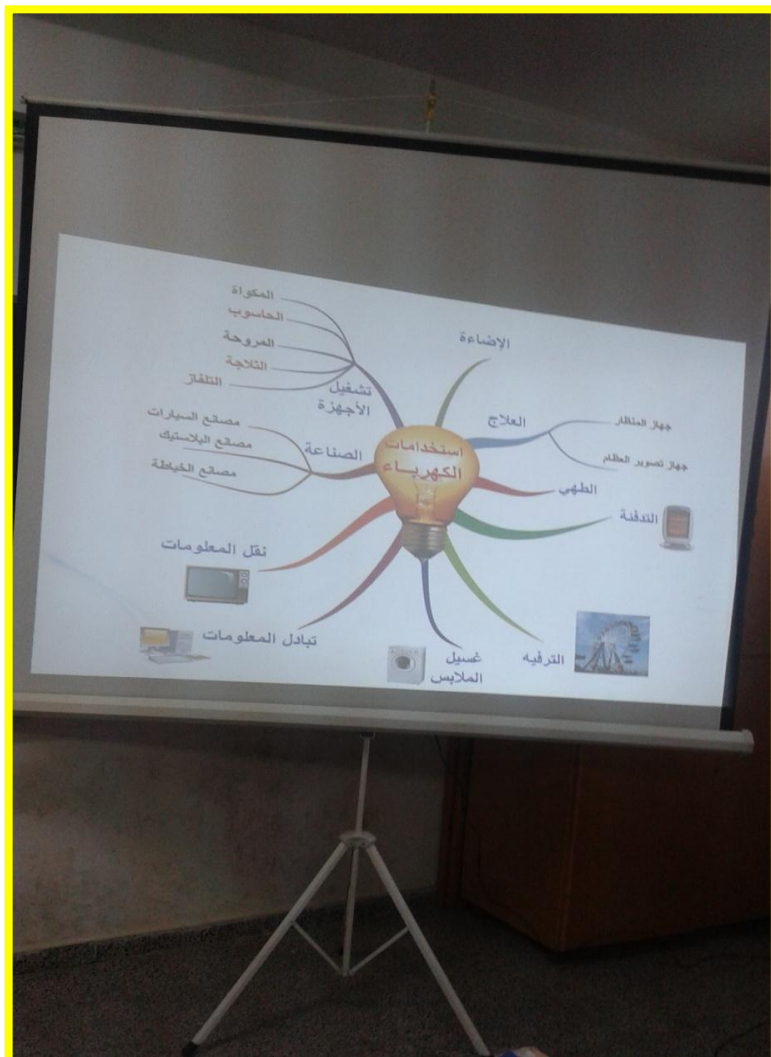 استخدامات
الكهرباء
الإضاءة
العلاج
جهاز المنظار
جهاز تصوير العظام
الطهي
التدفئة
الترفيه
غسيل
الملابس
تبادل المعلومات
نقل المعلومات
الصناعة
مصانع السيارات
مصانع البلاستيك
مصانع الخياطة
تشغيل
الأجهزة
المكواة
الحاسوب
المروحة
الثلاجة
التلفاز